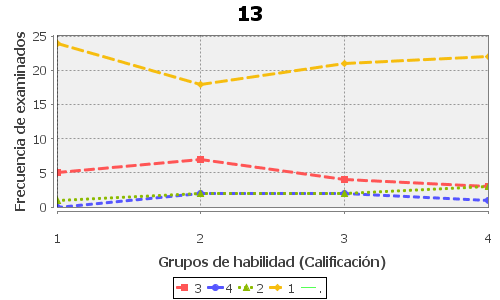 13
Frecuencia de examinados
25
20
15
10
5
0
1 2 3 4
Grupos de habilidad (Calificación)
3 4 2 1 .